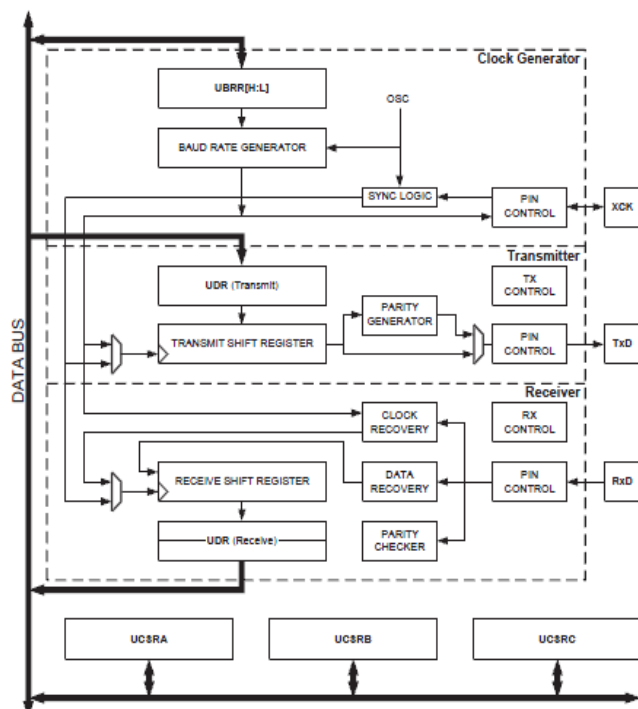 Clock Generator
UBRR[H:L]
OSC
BAUD RATE GENERATOR
SYNC LOGIC
PIN
CONTROL
XCK
Transmitter
UDR (Transmit)
TX
CONTROL
PARITY
GENERATOR
TRANSMIT SHIFT REGISTER
PIN
CONTROL
TxD
DATA BUS
Receiver
CLOCK
RECOVERY
RX
CONTROL
RECEIVE SHIFT REGISTER
DATA
RECOVERY
PIN
CONTROL
RxD
UDR (Receive)
PARITY
CHECKER
UCSRA
UCSRB
UCSRC